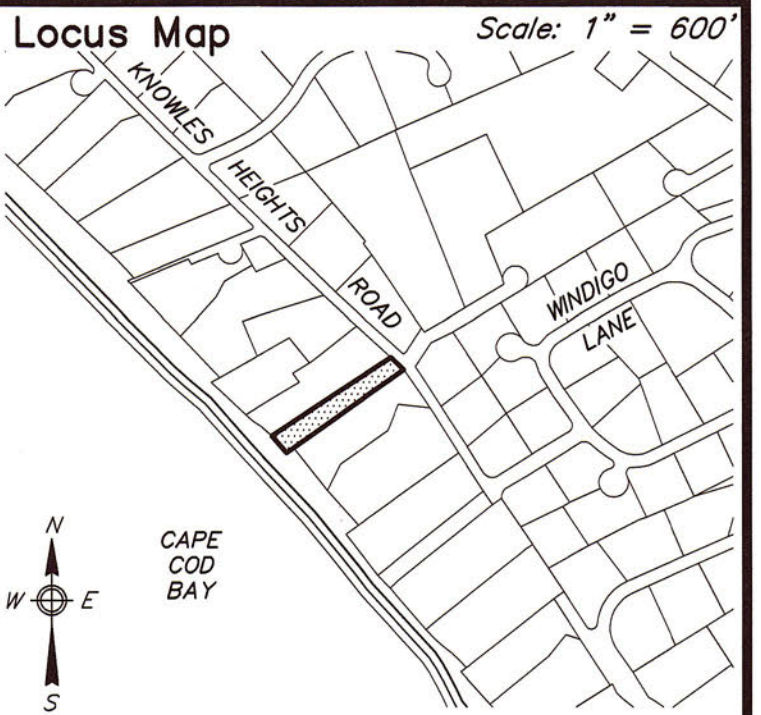 Locus Map
Scale: 1" = 600'
KNOWLES
HEIGHTS
ROAD
WINDIGO
LANE
N
W E
S
CAPE
COD
BAY